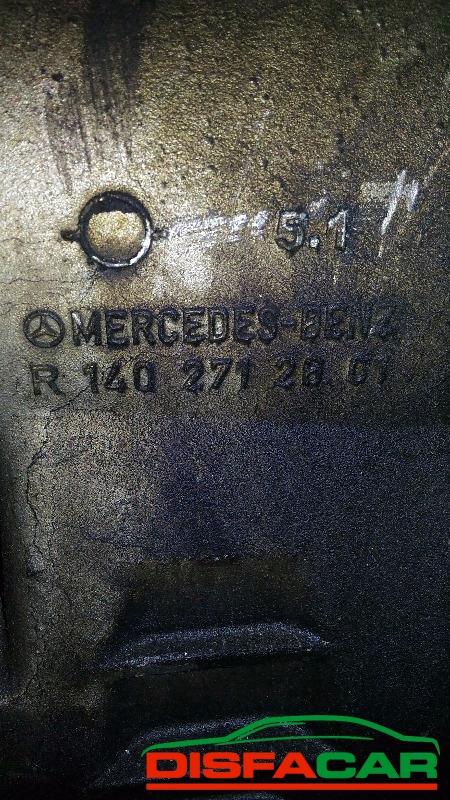 5.1
MERCEDES-BENZ
R 140 271 28 01
DISFACAR